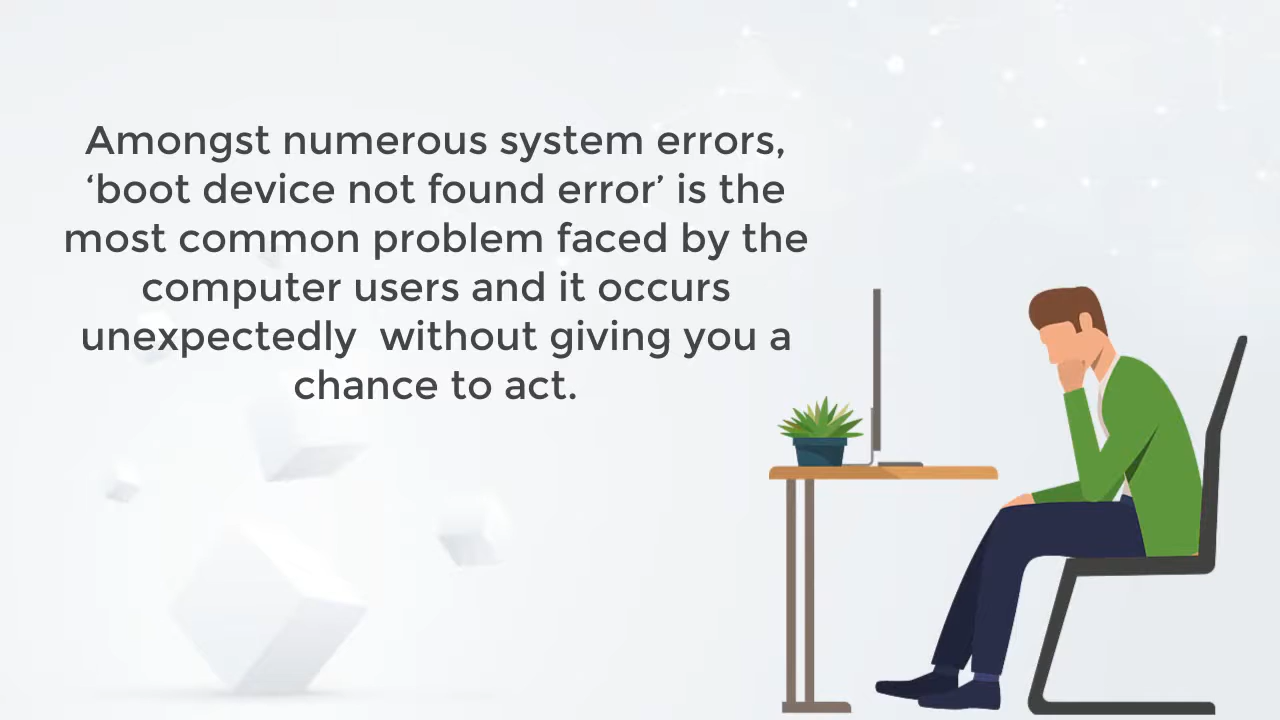 Amongst numerous system errors,
‘boot device not found error’ is the
most common problem faced by the
computer users and it occurs
unexpectedly  without giving you a
chance to act.